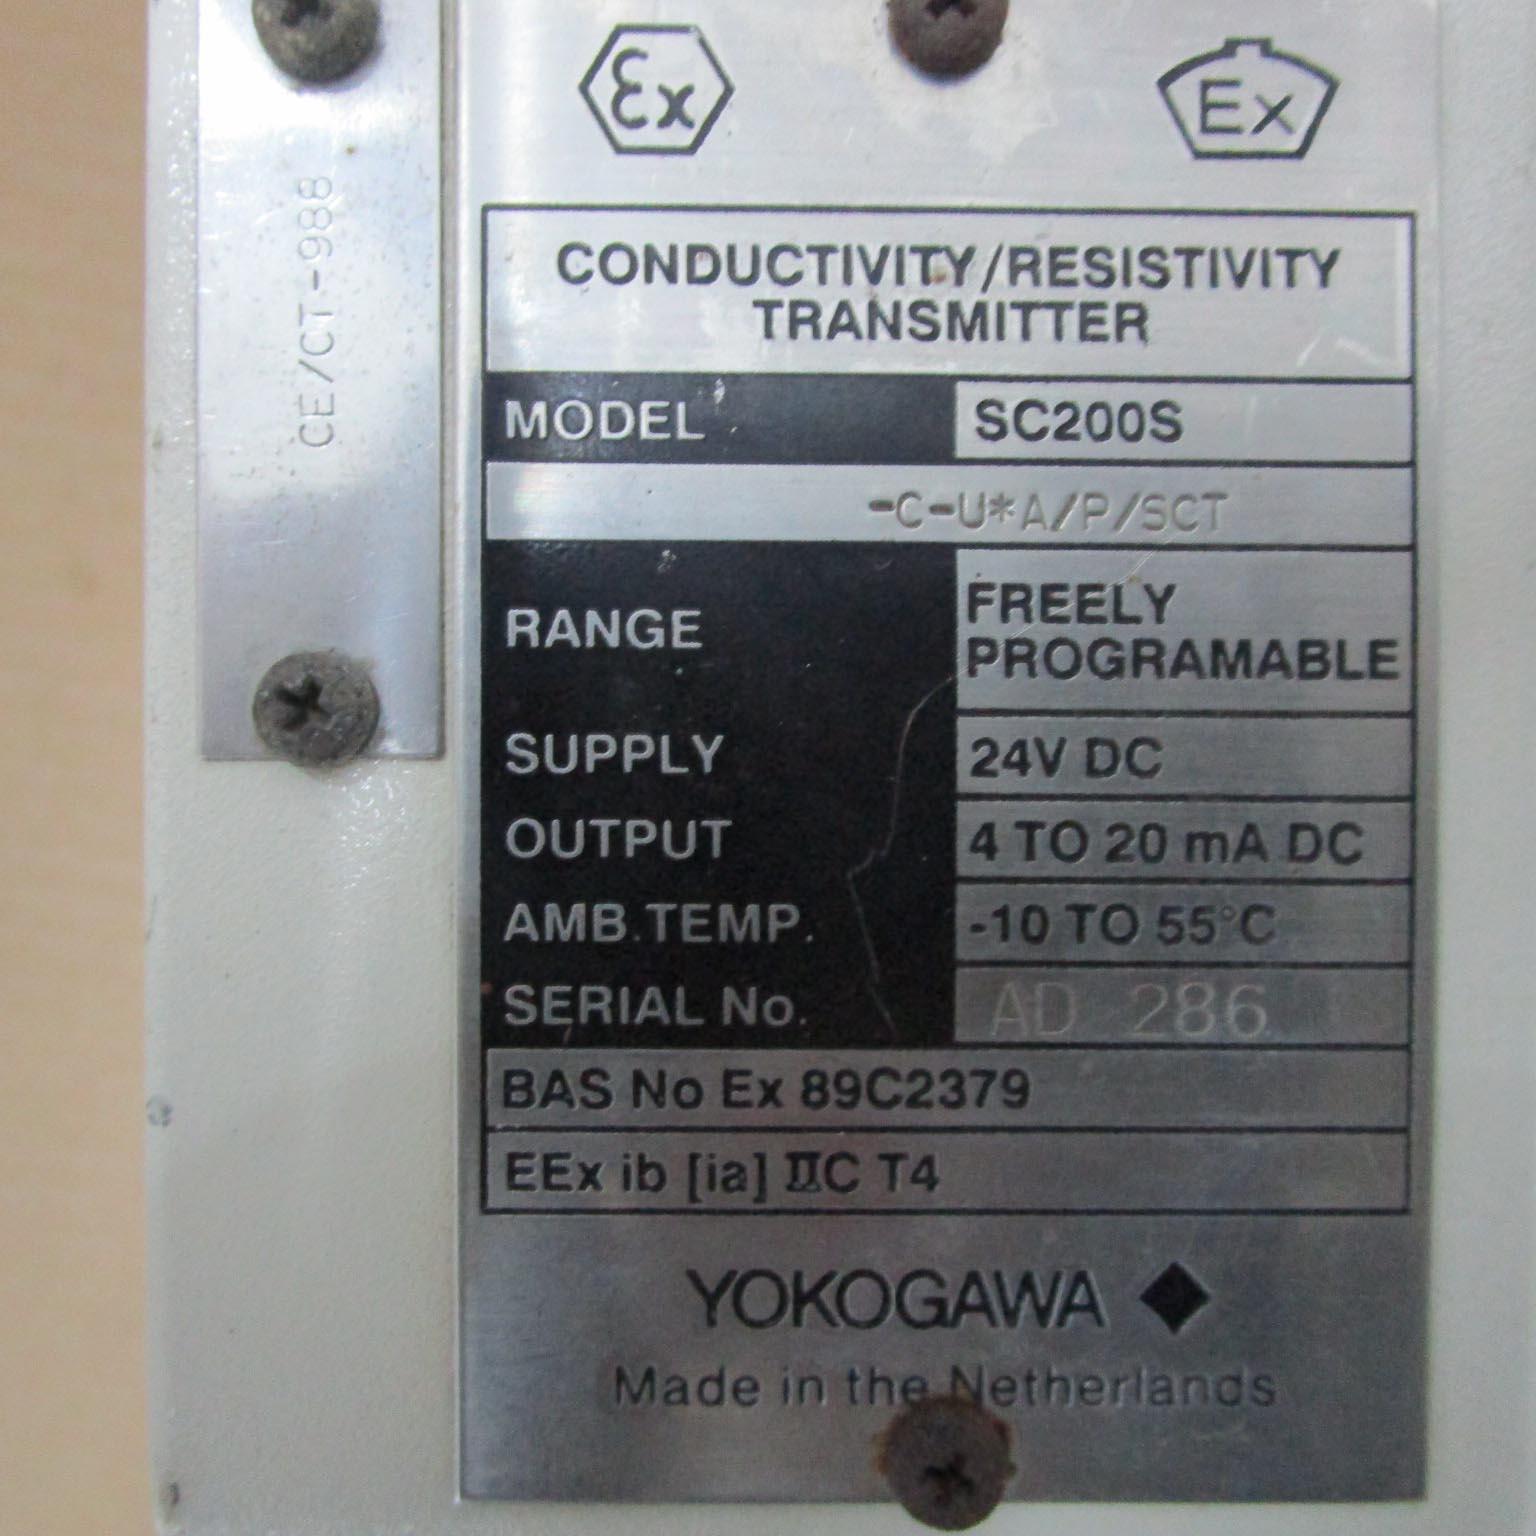 εx
Ex
CE/CT-988
CONDUCTIVITY/RESISTIVITY
TRANSMITTER
MODEL SC200S
-C-U*A/P/SCT
RANGE FREELY
PROGRAMABLE
SUPPLY 24V DC
OUTPUT 4 TO 20 mA DC
AMB.TEMP. -10 TO 55°C
SERIAL No. AD 286
BAS No Ex 89C2379
EEx ib [ia] IIC T4
YOKOGAWA
Made in the Netherlands